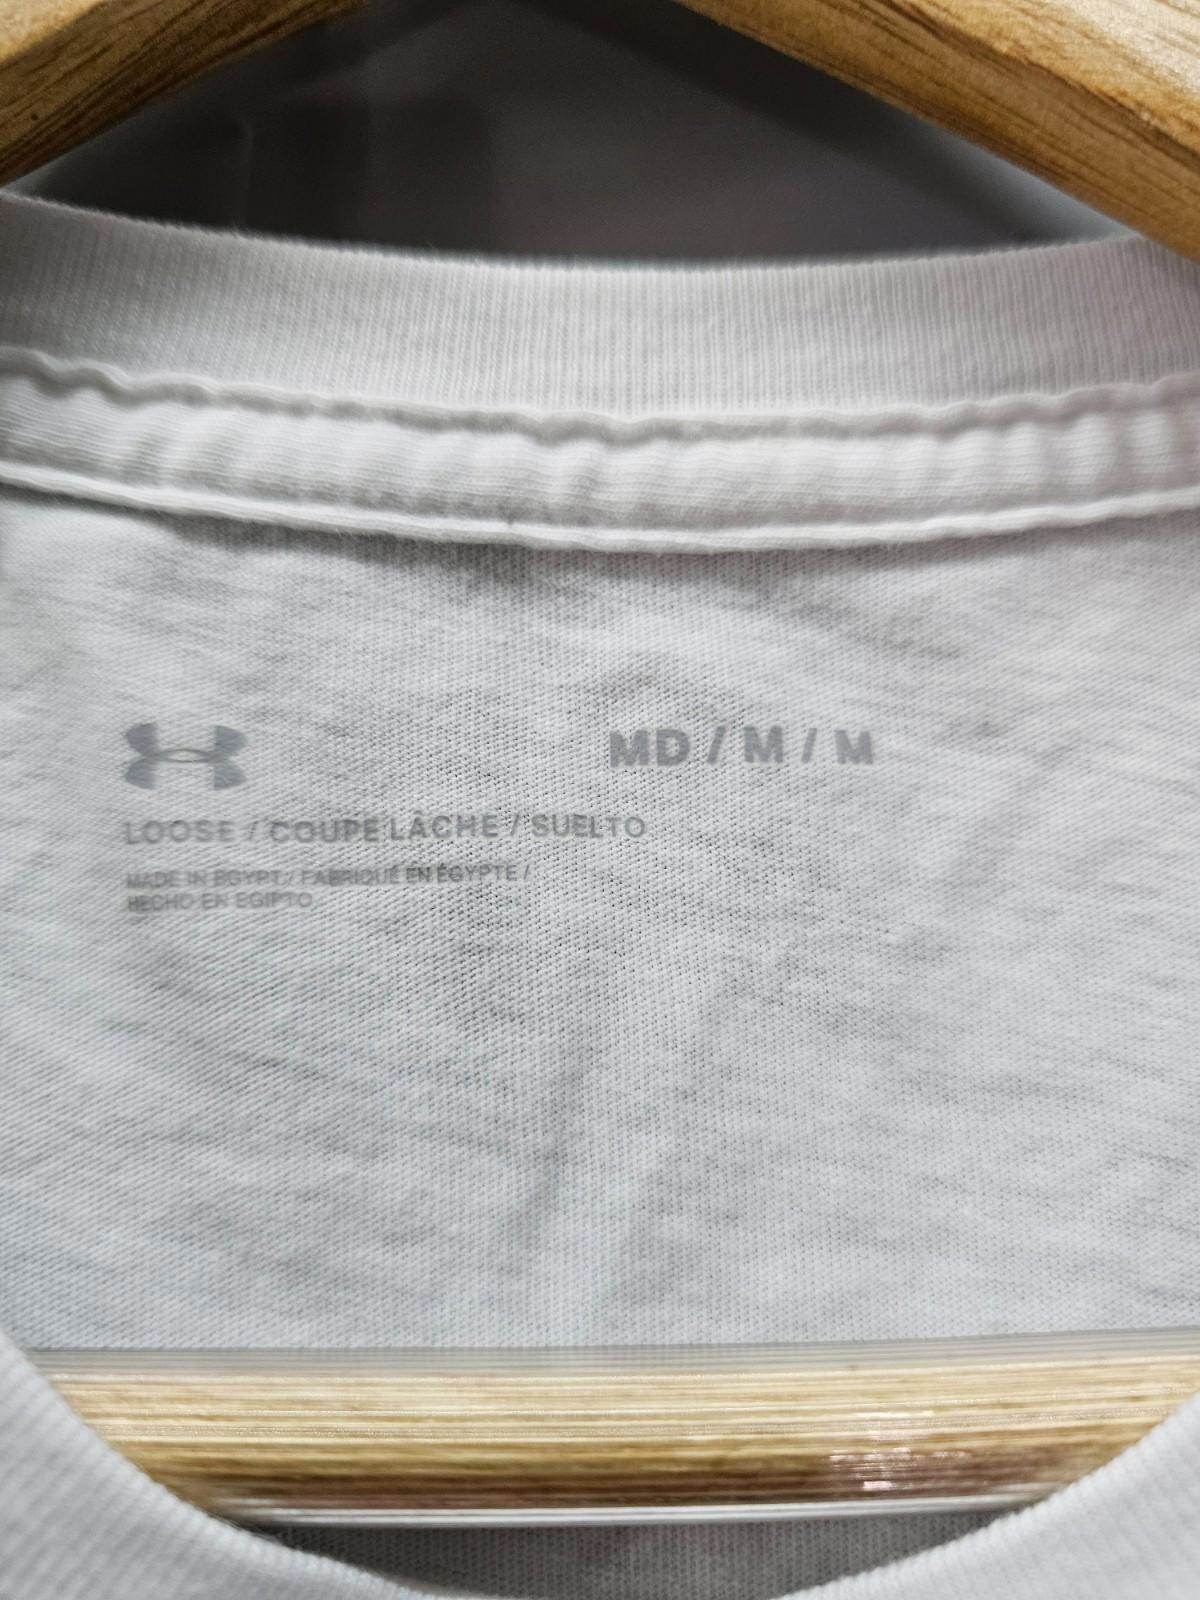 MD / M / M
LOOSE / COUPE LÂCHE / SUELTO
MADE IN EGYPT / FABRIQUÉ EN ÉGYPTE /
HECHO EN EGIPTO